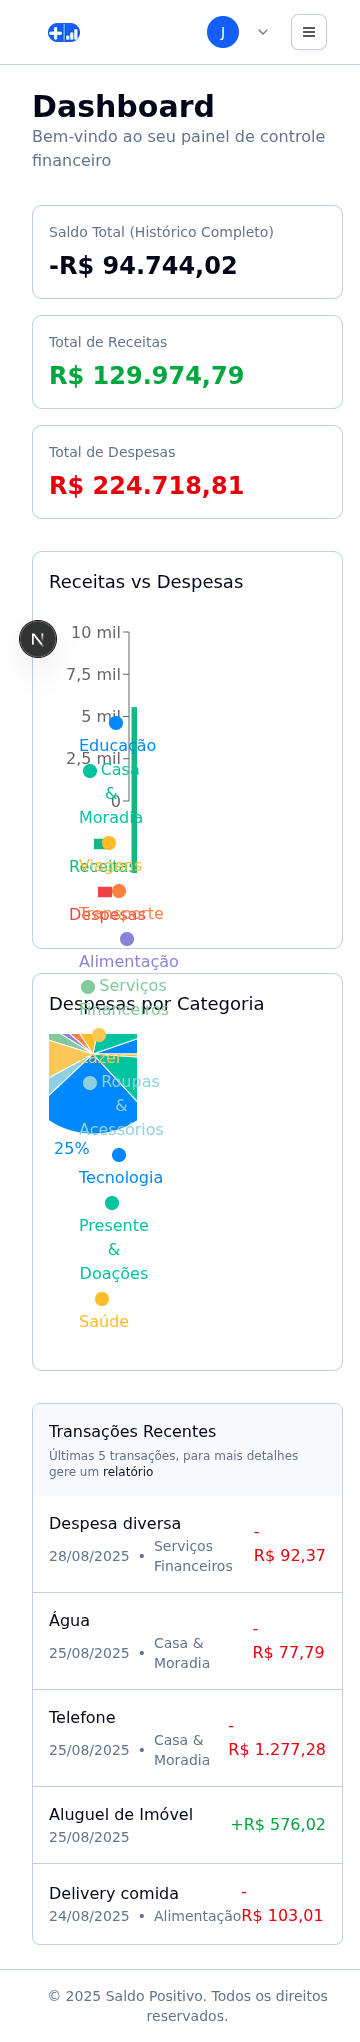 J
Dashboard
Bem-vindo ao seu painel de controle
financeiro
Saldo Total (Histórico Completo)
-R$ 94.744,02
Total de Receitas
R$ 129.974,79
Total de Despesas
R$ 224.718,81
Receitas vs Despesas
N
10 mil
7,5 mil
5 mil
2,5 mil
0
Receitas
Despesas
Educação
Casa
&
Moradia
Viagens
Transporte
Alimentação
Serviços
Financeiros
Lazer
Roupas
&
Acessórios
Tecnologia
Presente
&
Doações
Saúde
Despesas por Categoria
25%
Transações Recentes
Últimas 5 transações, para mais detalhes
gere um relatório
Despesa diversa
28/08/2025 • Serviços
Financeiros
-
R$ 92,37
Água
25/08/2025 • Casa &
Moradia
-
R$ 77,79
Telefone
25/08/2025 • Casa &
Moradia
-
R$ 1.277,28
Aluguel de Imóvel
25/08/2025
+R$ 576,02
Delivery comida
24/08/2025 • Alimentação
-
R$ 103,01
© 2025 Saldo Positivo. Todos os direitos
reservados.